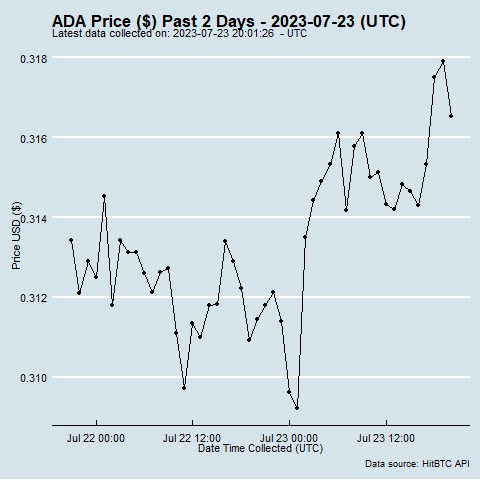 ADA Price ($) Past 2 Days - 2023-07-23 (UTC)
Latest data collected on: 2023-07-23 20:01:26  - UTC
0.318
0.316
0.314
0.312
0.310
Price USD ($)
Jul 22 00:00
Jul 22 12:00
Jul 23 00:00
Jul 23 12:00
Date Time Collected (UTC)
Data source: HitBTC API